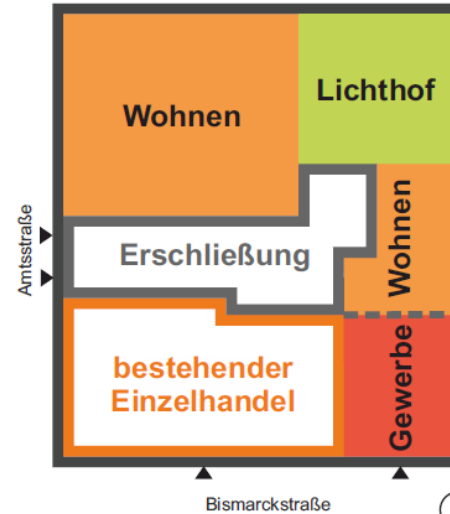 Wohnen
Lichthof
Wohnen
Amtsstraße
Erschließung
bestehender
Einzelhandel
Gewerbe
Bismarckstraße